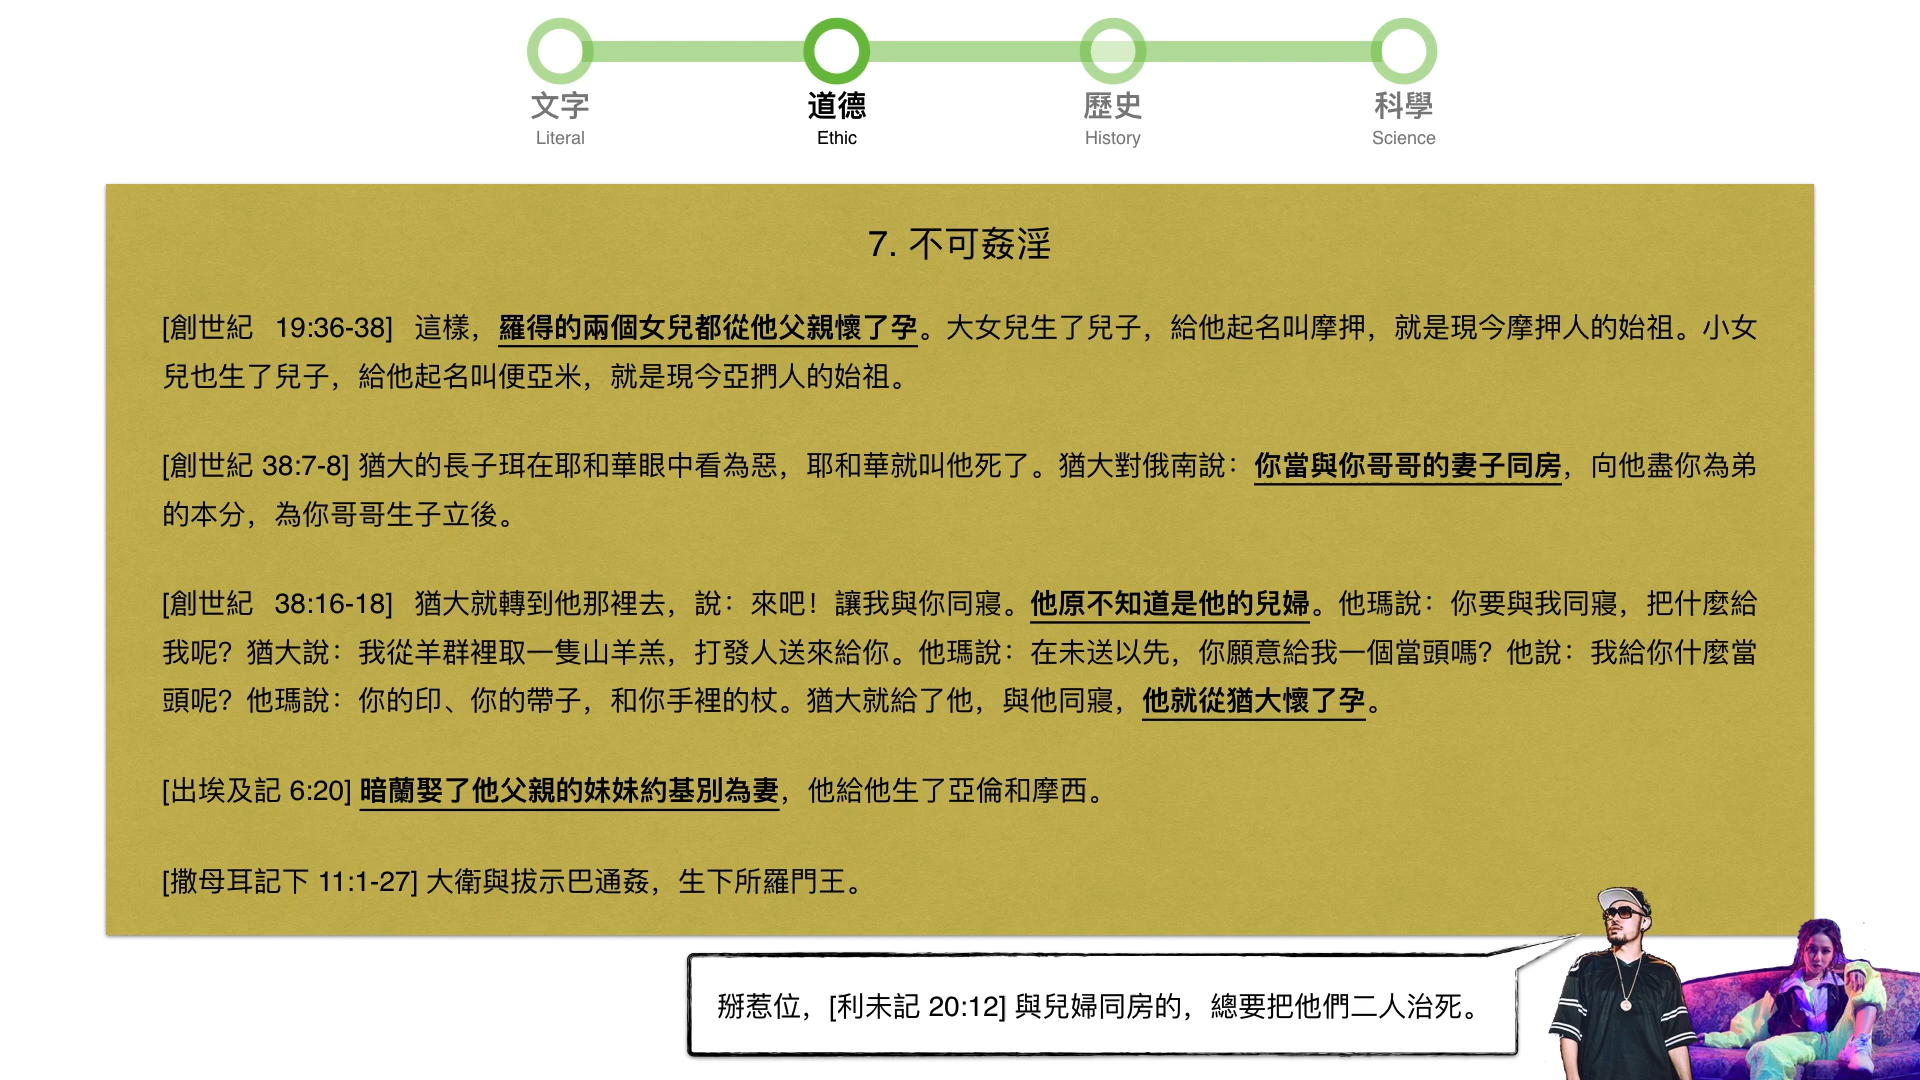 文字
Literal
道德
Ethic
歷史
History
科學
Science
7. 不可姦淫
[創世紀 19:36-38] 這樣，羅得的兩個女兒都從他父親懷了孕。大女兒生了兒子，給他起名叫摩押，就是現今摩押人的始祖。小女
兒也生了兒子，給他起名叫便亞米，就是現今亞捫人的始祖。
[創世紀 38:7-8] 猶大的長子珥在耶和華眼中看為惡，耶和華就叫他死了。猶大對俄南說：你當與你哥哥的妻子同房，向他盡你為弟
的本分，為你哥哥生子立後。
[創世紀 38:16-18] 猶大就轉到他那裡去，說：來吧！讓我與你同寢。他原不知道是他的兒婦。他瑪說：你要與我同寢，把什麼給
我呢？猶大說：我從羊群裡取一隻山羊羔，打發人送來給你。他瑪說：在未送以先，你願意給我一個當頭嗎？他說：我給你什麼當
頭呢？他瑪說：你的印、你的帶子，和你手裡的杖。猶大就給了他，與他同寢，他就從猶大懷了孕。
[出埃及記 6:20] 暗蘭娶了他父親的妹妹約基別為妻，他給他生了亞倫和摩西。
[撒母耳記下 11:1-27] 大衛與拔示巴通姦，生下所羅門王。
掰惹位，[利未記 20:12] 與兒婦同房的，總要把他們二人治死。